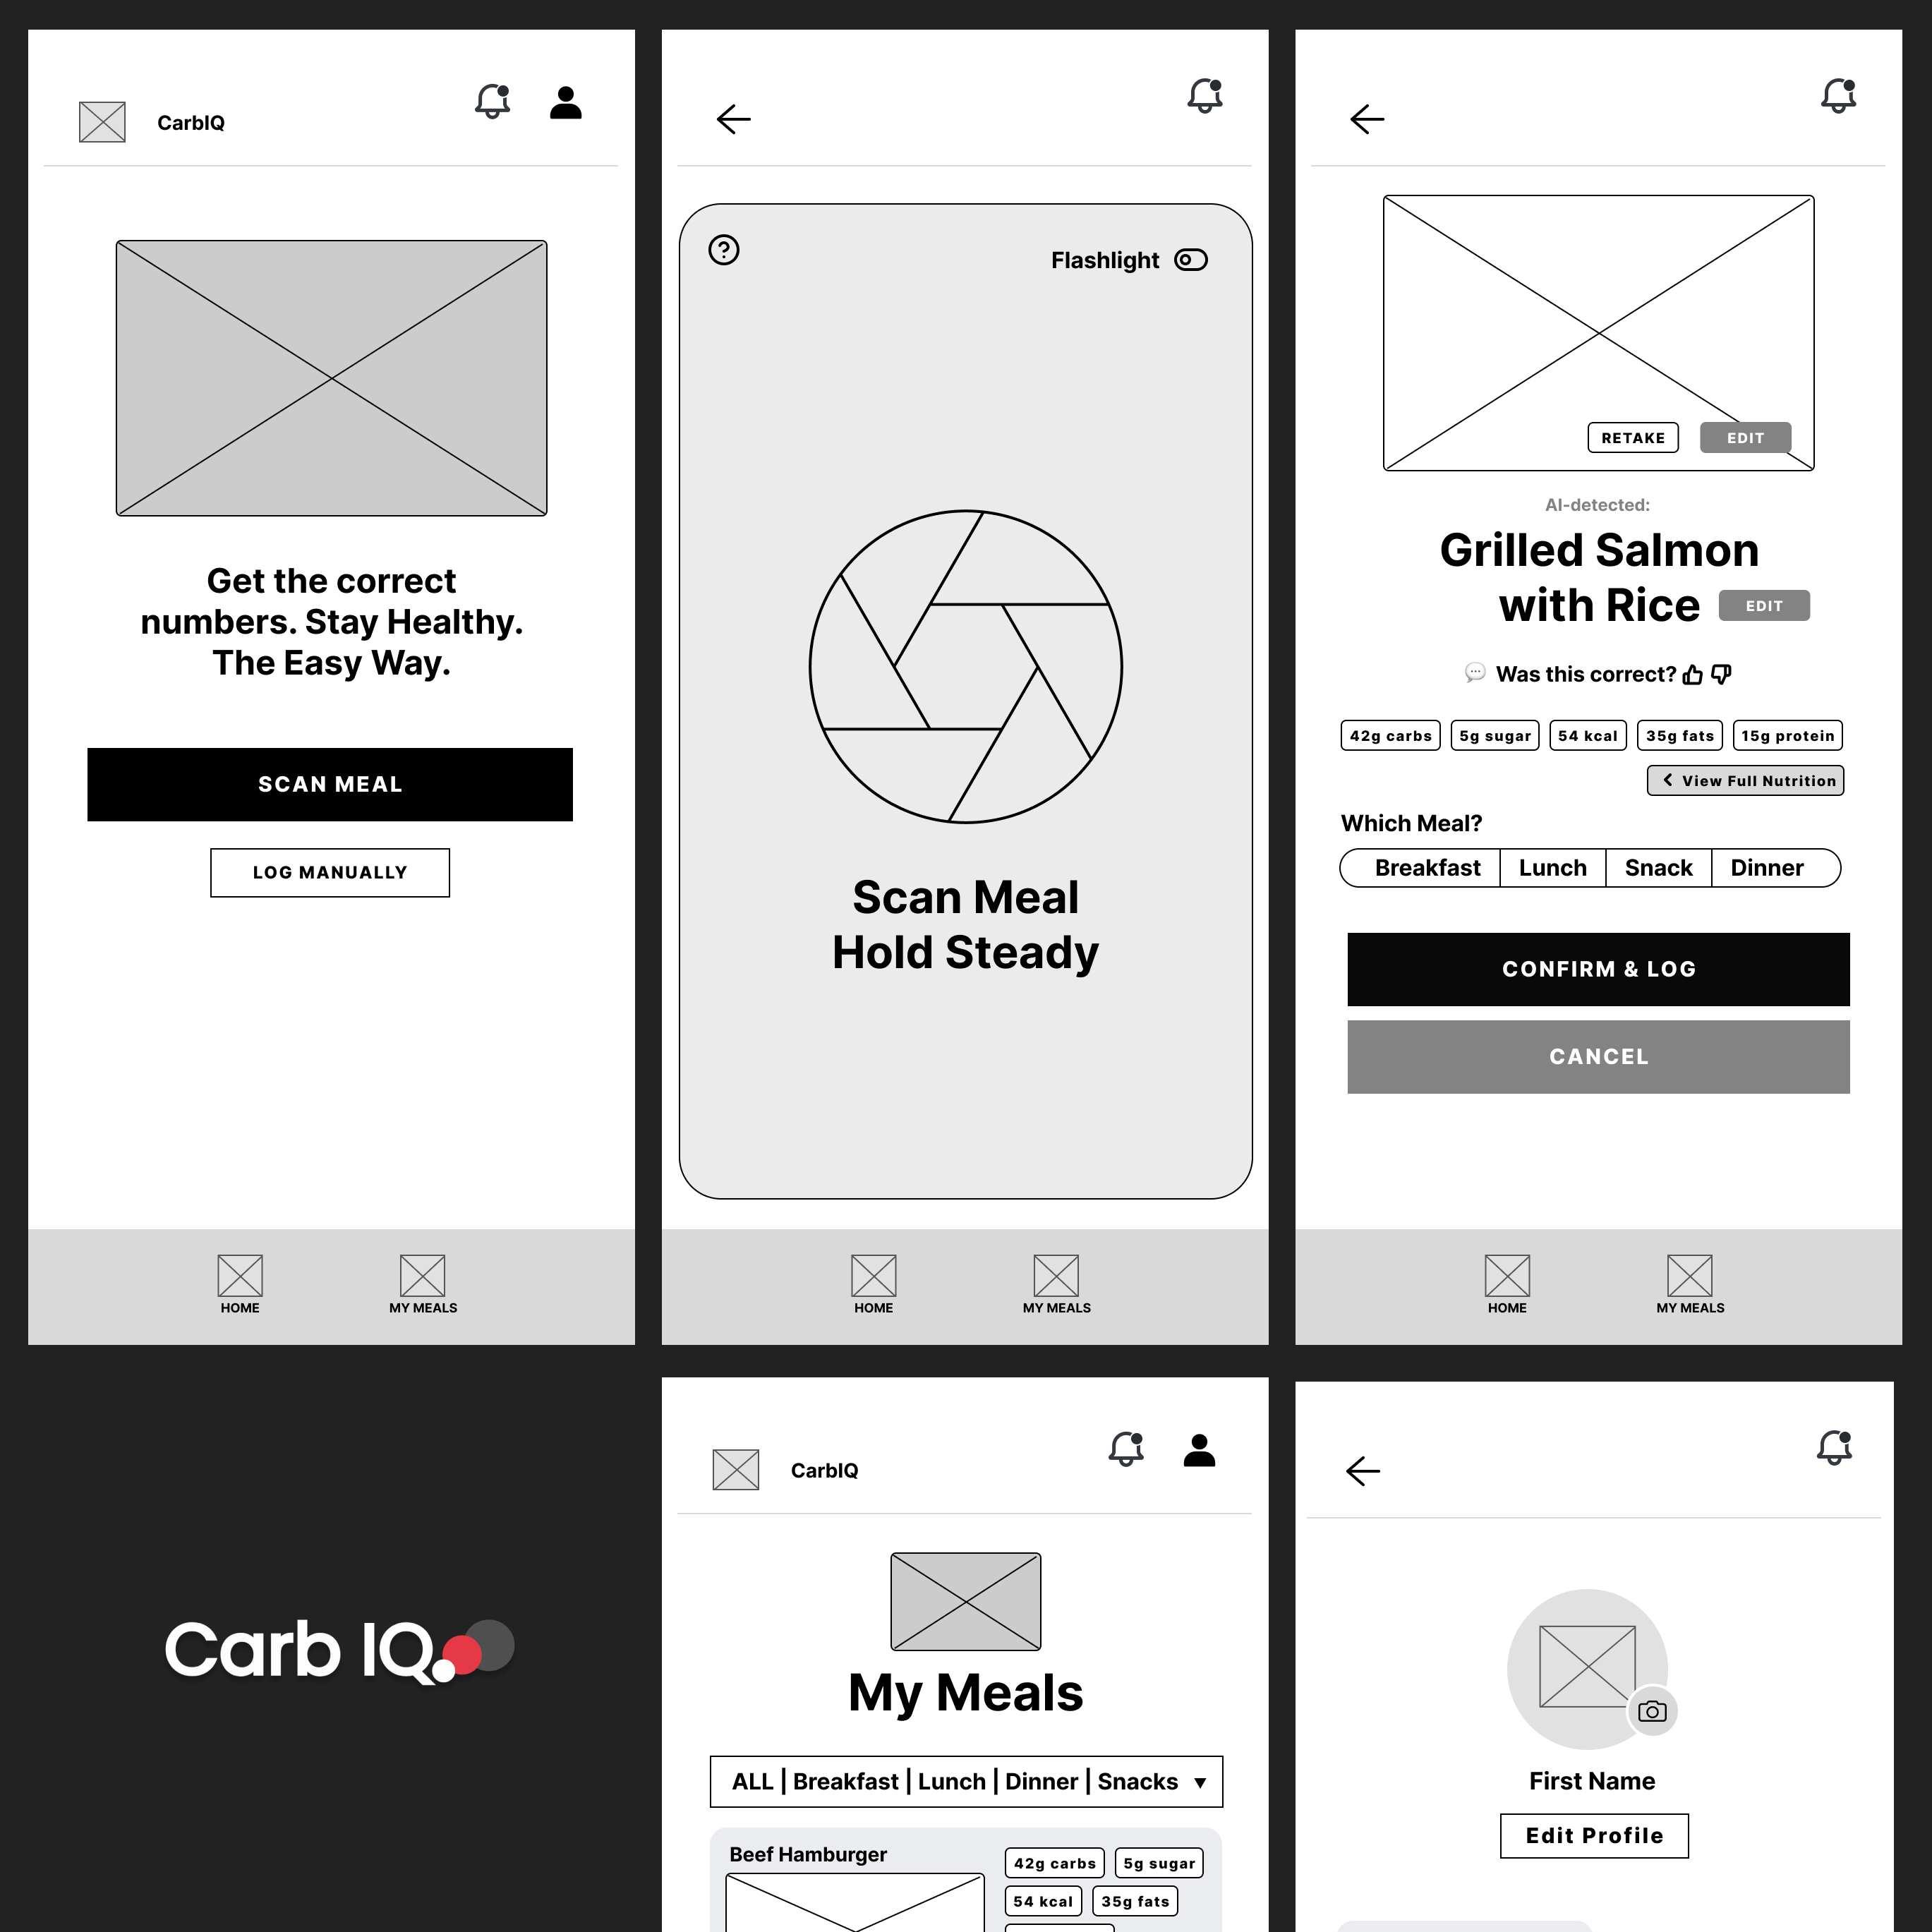 CarbIQ
Get the correct
numbers. Stay Healthy.
The Easy Way.
SCAN MEAL
LOG MANUALLY
HOME
MY MEALS
Flashlight
Scan Meal
Hold Steady
HOME
MY MEALS
RETAKE
EDIT
AI-detected:
Grilled Salmon
with Rice
EDIT
Was this correct?
42g carbs
5g sugar
54 kcal
35g fats
15g protein
View Full Nutrition
Which Meal?
Breakfast
Lunch
Snack
Dinner
CONFIRM & LOG
CANCEL
HOME
MY MEALS
Carb IQ
CarbIQ
My Meals
ALL | Breakfast | Lunch | Dinner | Snacks
Beef Hamburger
42g carbs
5g sugar
54 kcal
35g fats
First Name
Edit Profile